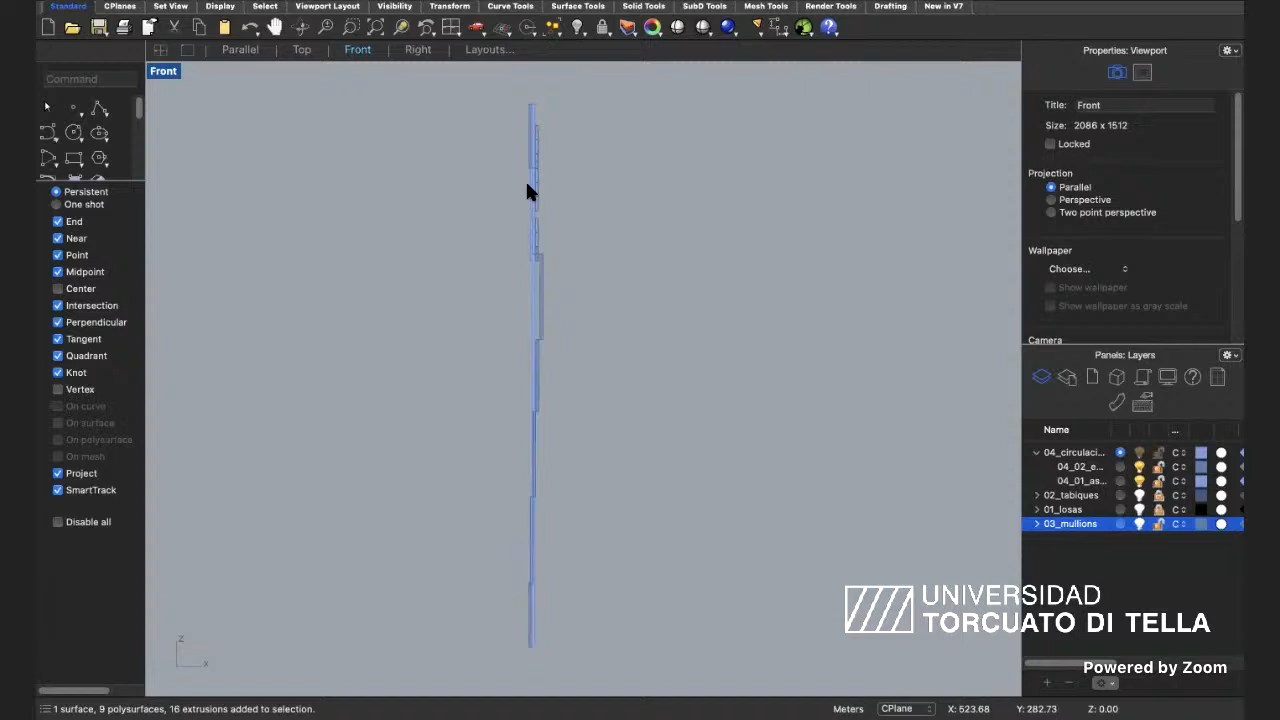 Standard CPlanes Set View Display Select Viewport Layout Visibility Transform Curve Tools Surface Tools Solid Tools SubD Tools Mesh Tools Render Tools Drafting New in V7
Parallel Top Front Right Layouts...
Front
Command
Persistent
One shot
End
Near
Point
Midpoint
Center
Intersection
Perpendicular
Tangent
Quadrant
Knot
Vertex
On curve
On surface
On polysurface
On mesh
Project
SmartTrack
Disable all
z
x
Properties: Viewport
Title: Front
Size: 2086 x 1512
Locked
Projection
Parallel
Perspective
Two point perspective
Wallpaper
Choose...
Show wallpaper
Show wallpaper as gray scale
Camera
Panels: Layers
Name ...
04_circulaci... C
04_02_e... C
04_01_as... C
02_tabiques C
01_losas C
03_mullions C
UNIVERSIDAD
TORCUATO DI TELLA
Powered by Zoom
1 surface, 9 polysurfaces, 16 extrusions added to selection.
Meters CPlane X: 523.68 Y: 282.73 Z: 0.00